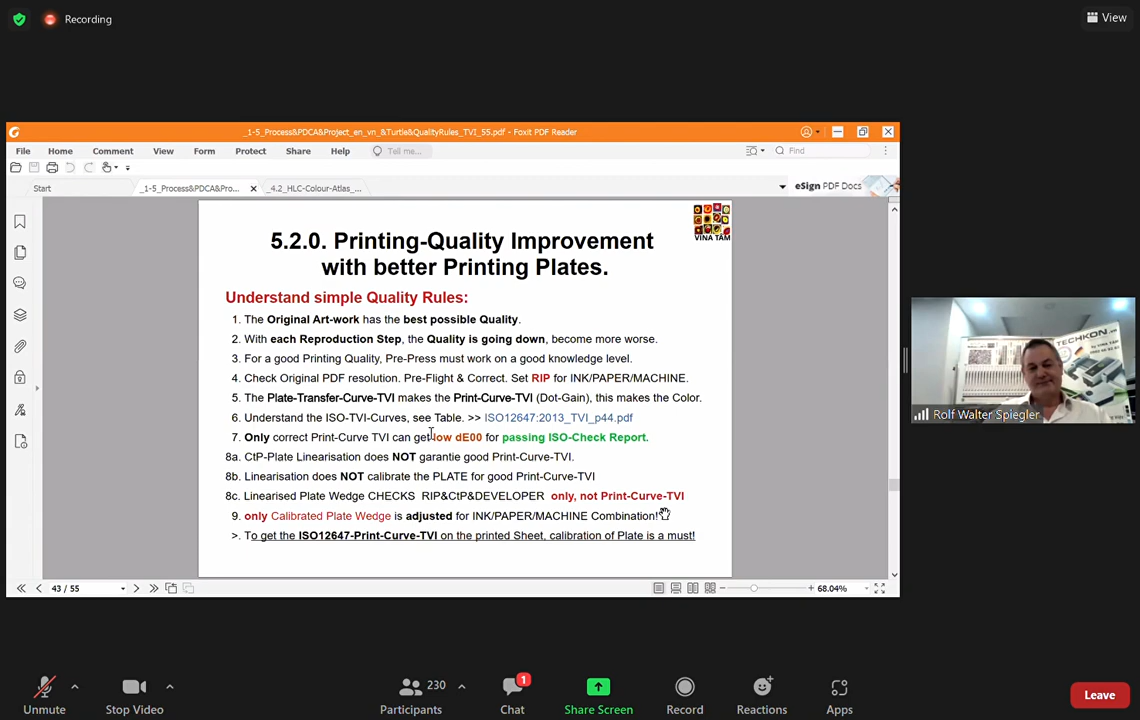 Recording
View
_1-5_Process&PDCA&Project_en_vn_&Turtle&QualityRules_TVI_55.pdf - Foxit PDF Reader
File Home Comment View Form Protect Share Help Tell me... Find
Start _1-5_Process&PDCA&Pro... _4.2_HLC-Colour-Atlas_... eSign PDF Docs
VINA TAM
5.2.0. Printing-Quality Improvement
with better Printing Plates.
Understand simple Quality Rules:
1. The Original Art-work has the best possible Quality.
2. With each Reproduction Step, the Quality is going down, become more worse.
3. For a good Printing Quality, Pre-Press must work on a good knowledge level.
4. Check Original PDF resolution. Pre-Flight & Correct. Set RIP for INK/PAPER/MACHINE.
5. The Plate-Transfer-Curve-TVI makes the Print-Curve-TVI (Dot-Gain), this makes the Color.
6. Understand the ISO-TVI-Curves, see Table. >> ISO12647:2013_TVI_p44.pdf
7. Only correct Print-Curve TVI can get low dE00 for passing ISO-Check Report.
8a. CtP-Plate Linearisation does NOT garantie good Print-Curve-TVI.
8b. Linearisation does NOT calibrate the PLATE for good Print-Curve-TVI
8c. Linearised Plate Wedge CHECKS RIP&CtP&DEVELOPER only, not Print-Curve-TVI
9. only Calibrated Plate Wedge is adjusted for INK/PAPER/MACHINE Combination!
>. To get the ISO12647-Print-Curve-TVI on the printed Sheet, calibration of Plate is a must!
43 / 55
68.04%
TECHKON
Rolf Walter Spiegler
Unmute
Stop Video
230
Participants
1
Chat
Share Screen
Record
Reactions
Apps
Leave